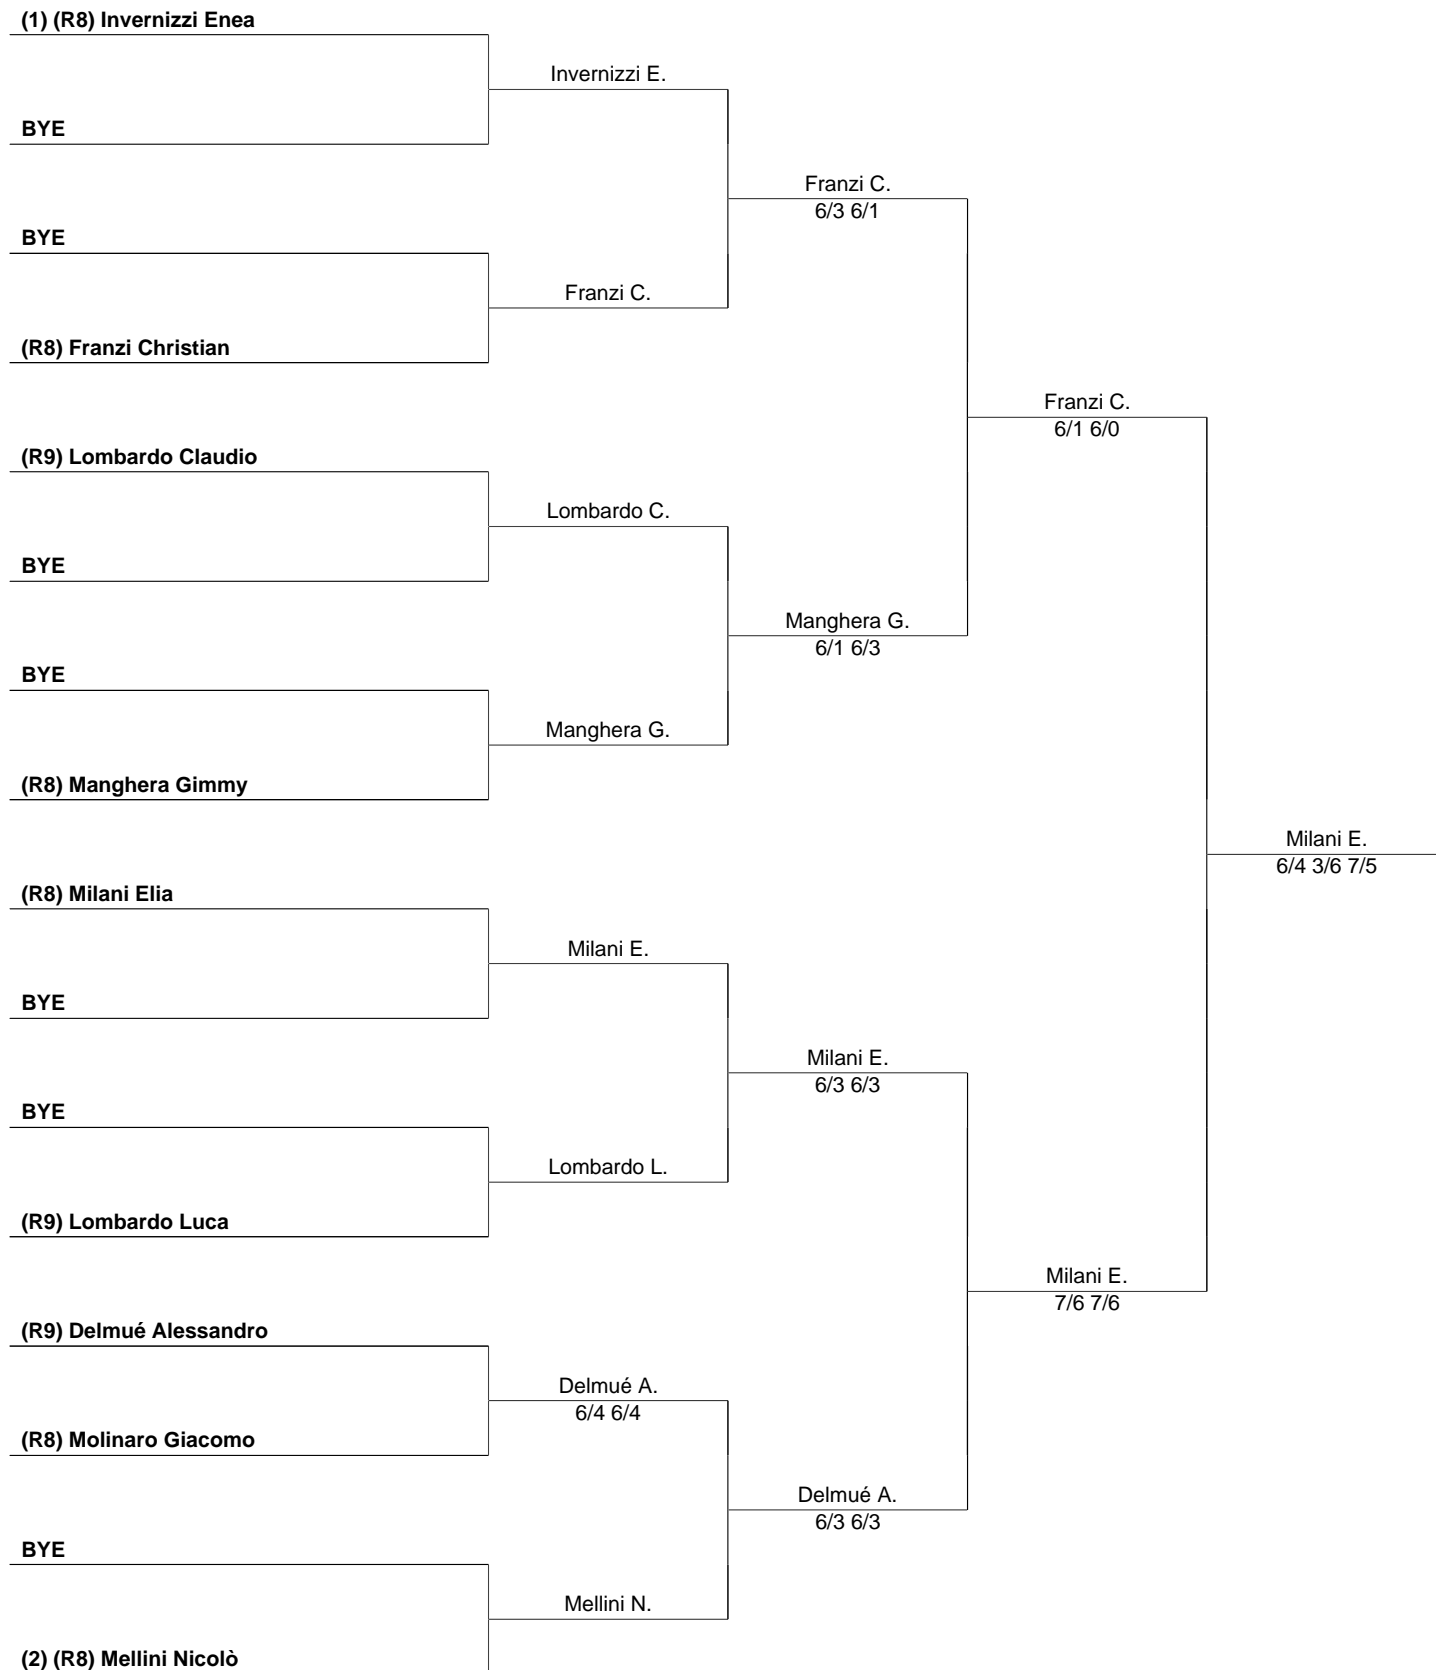 (1) (R8) Invernizzi Enea
Invernizzi E.
BYE
Franzi C.
6/3 6/1
BYE
Franzi C.
(R8) Franzi Christian
Franzi C.
6/1 6/0
(R9) Lombardo Claudio
Lombardo C.
BYE
Manghera G.
6/1 6/3
BYE
Manghera G.
(R8) Manghera Gimmy
Milani E.
6/4 3/6 7/5
(R8) Milani Elia
Milani E.
BYE
Milani E.
6/3 6/3
BYE
Lombardo L.
(R9) Lombardo Luca
Milani E.
7/6 7/6
(R9) Delmué Alessandro
Delmué A.
6/4 6/4
(R8) Molinaro Giacomo
Delmué A.
6/3 6/3
BYE
Mellini N.
(2) (R8) Mellini Nicolò